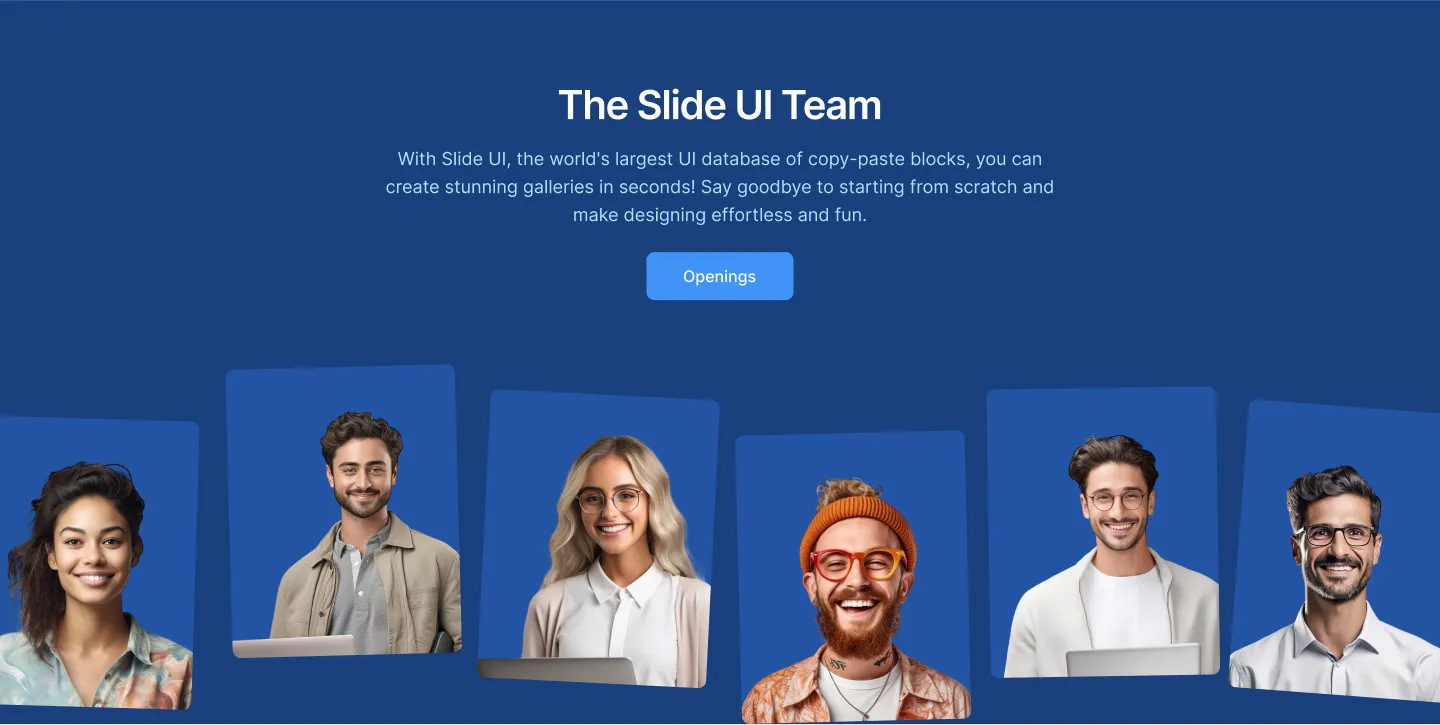 The Slide UI Team
With Slide UI, the world's largest UI database of copy-paste blocks, you can
create stunning galleries in seconds! Say goodbye to starting from scratch and
make designing effortless and fun.
Openings